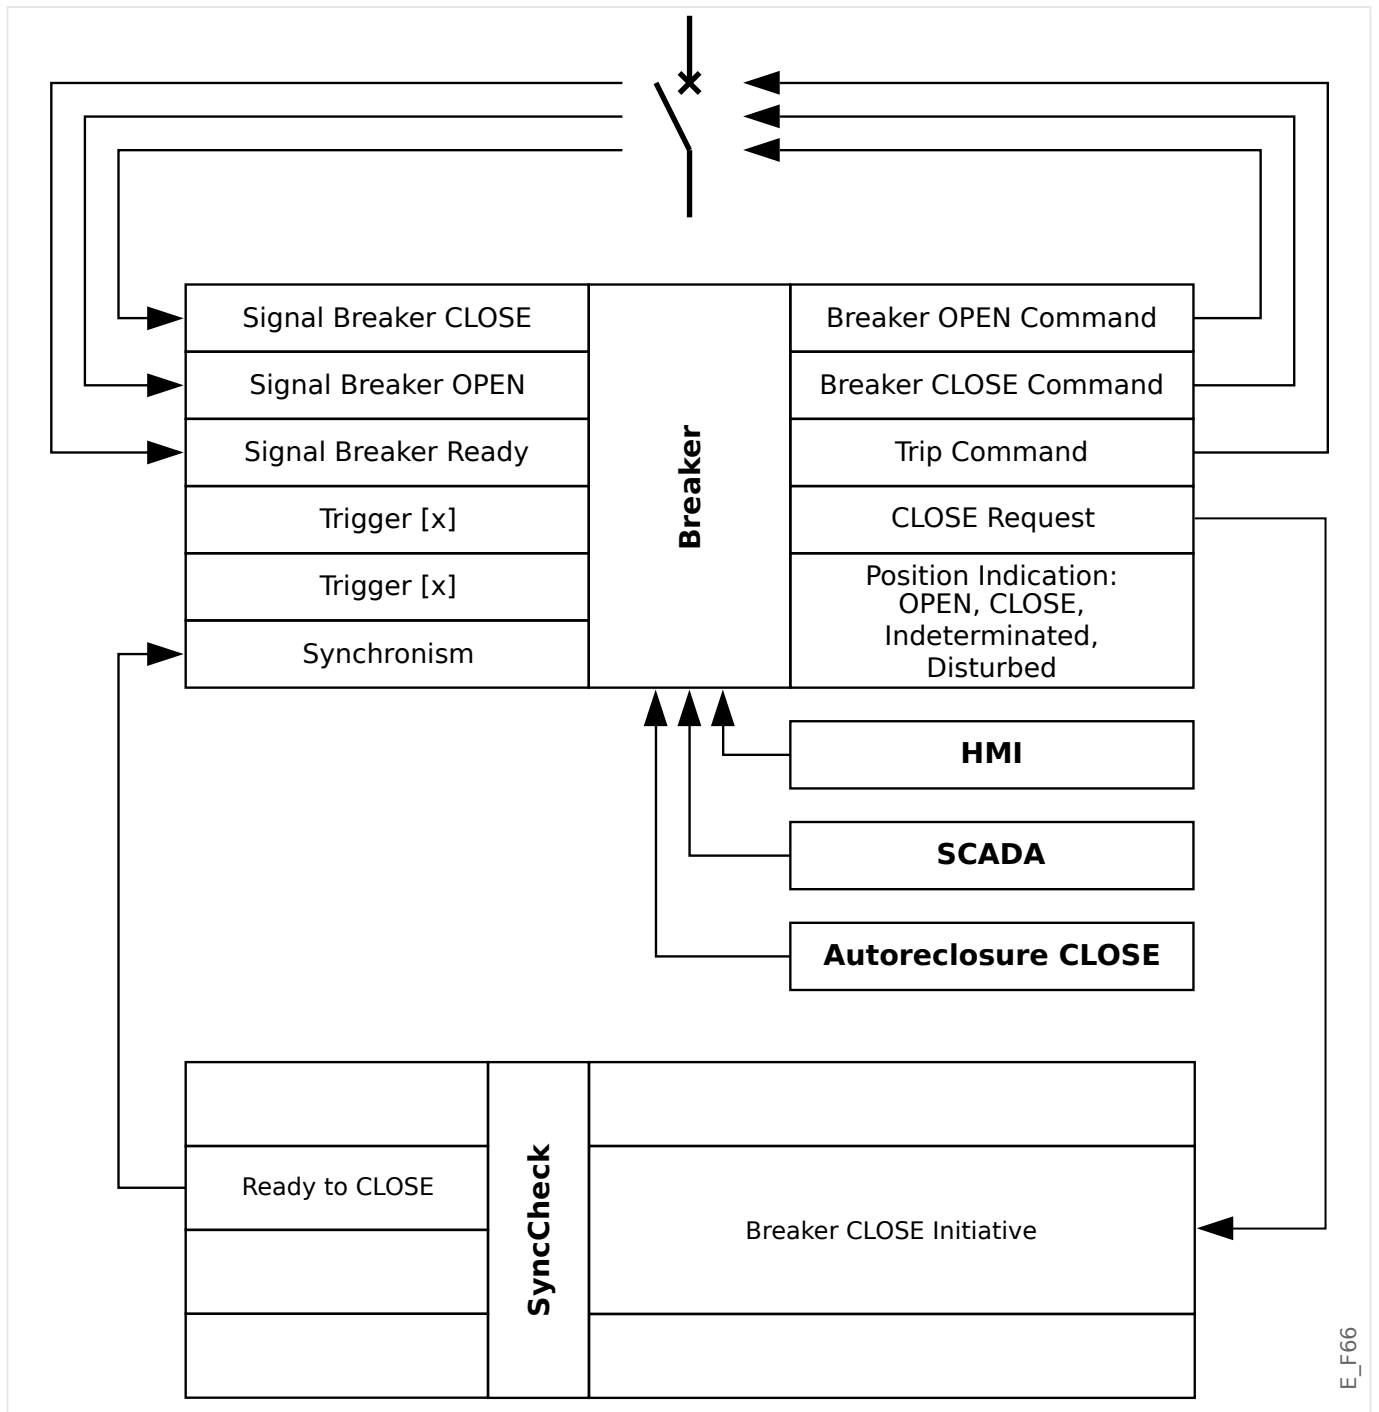 Signal Breaker CLOSE
Signal Breaker OPEN
Signal Breaker Ready
Trigger [x]
Trigger [x]
Synchronism
Breaker
Breaker OPEN Command
Breaker CLOSE Command
Trip Command
CLOSE Request
Position Indication:
OPEN, CLOSE,
Indeterminated,
Disturbed
HMI
SCADA
Autoreclosure CLOSE
Ready to CLOSE
SyncCheck
Breaker CLOSE Initiative
E_F66